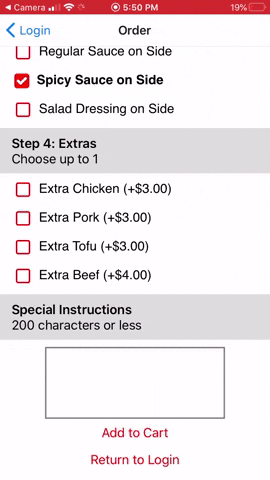 Camera 5:50 PM 19%
Login Order
Regular Sauce on Side
Spicy Sauce on Side
Salad Dressing on Side
Step 4: Extras
Choose up to 1
Extra Chicken (+$3.00)
Extra Pork (+$3.00)
Extra Tofu (+$3.00)
Extra Beef (+$4.00)
Special Instructions
200 characters or less
Add to Cart
Return to Login